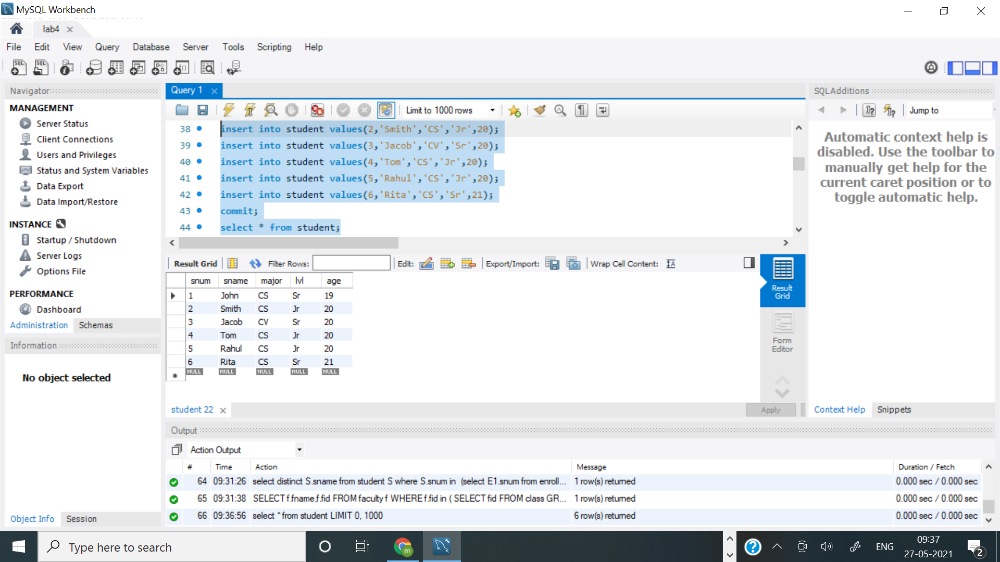 MySQL Workbench
lab4
File Edit View Query Database Server Tools Scripting Help
Navigator
MANAGEMENT
Server Status
Client Connections
Users and Privileges
Status and System Variables
Data Export
Data Import/Restore
INSTANCE
Startup / Shutdown
Server Logs
Options File
PERFORMANCE
Dashboard
Administration Schemas
Information
No object selected
Object Info Session
Query 1
Limit to 1000 rows
38 insert into student values(2,'Smith','CS','Jr',20);
39 insert into student values(3,'Jacob','CV','Sr',20);
40 insert into student values(4,'Tom','CS','Jr',20);
41 insert into student values(5,'Rahul','CS','Jr',20);
42 insert into student values(6,'Rita','CS','Sr',21);
43 commit;
44 select * from student;
Result Grid Filter Rows: Edit: Export/Import: Wrap Cell Content:
snum sname major lvl age
1 John CS Sr 19
2 Smith CS Jr 20
3 Jacob CV Sr 20
4 Tom CS Jr 20
5 Rahul CS Jr 20
6 Rita CS Sr 21
NULL NULL NULL NULL NULL
Result
Grid
Form
Editor
student 22
Apply
SQLAdditions
Jump to
Automatic context help is
disabled. Use the toolbar to
manually get help for the
current caret position or to
toggle automatic help.
Context Help Snippets
Output
Action Output
# Time Action Message Duration / Fetch
64 09:31:26 select distinct S.sname from student S where S.snum in (select E1.snum from enroll... 1 row(s) returned 0.000 sec / 0.000 sec
65 09:31:38 SELECT f.fname,f.fid FROM faculty f WHERE f.fid in ( SELECT fid FROM class GR... 1 row(s) returned 0.000 sec / 0.000 sec
66 09:36:56 select * from student LIMIT 0, 1000 6 row(s) returned 0.000 sec / 0.000 sec
Type here to search
m
ENG
09:37
27-05-2021
2